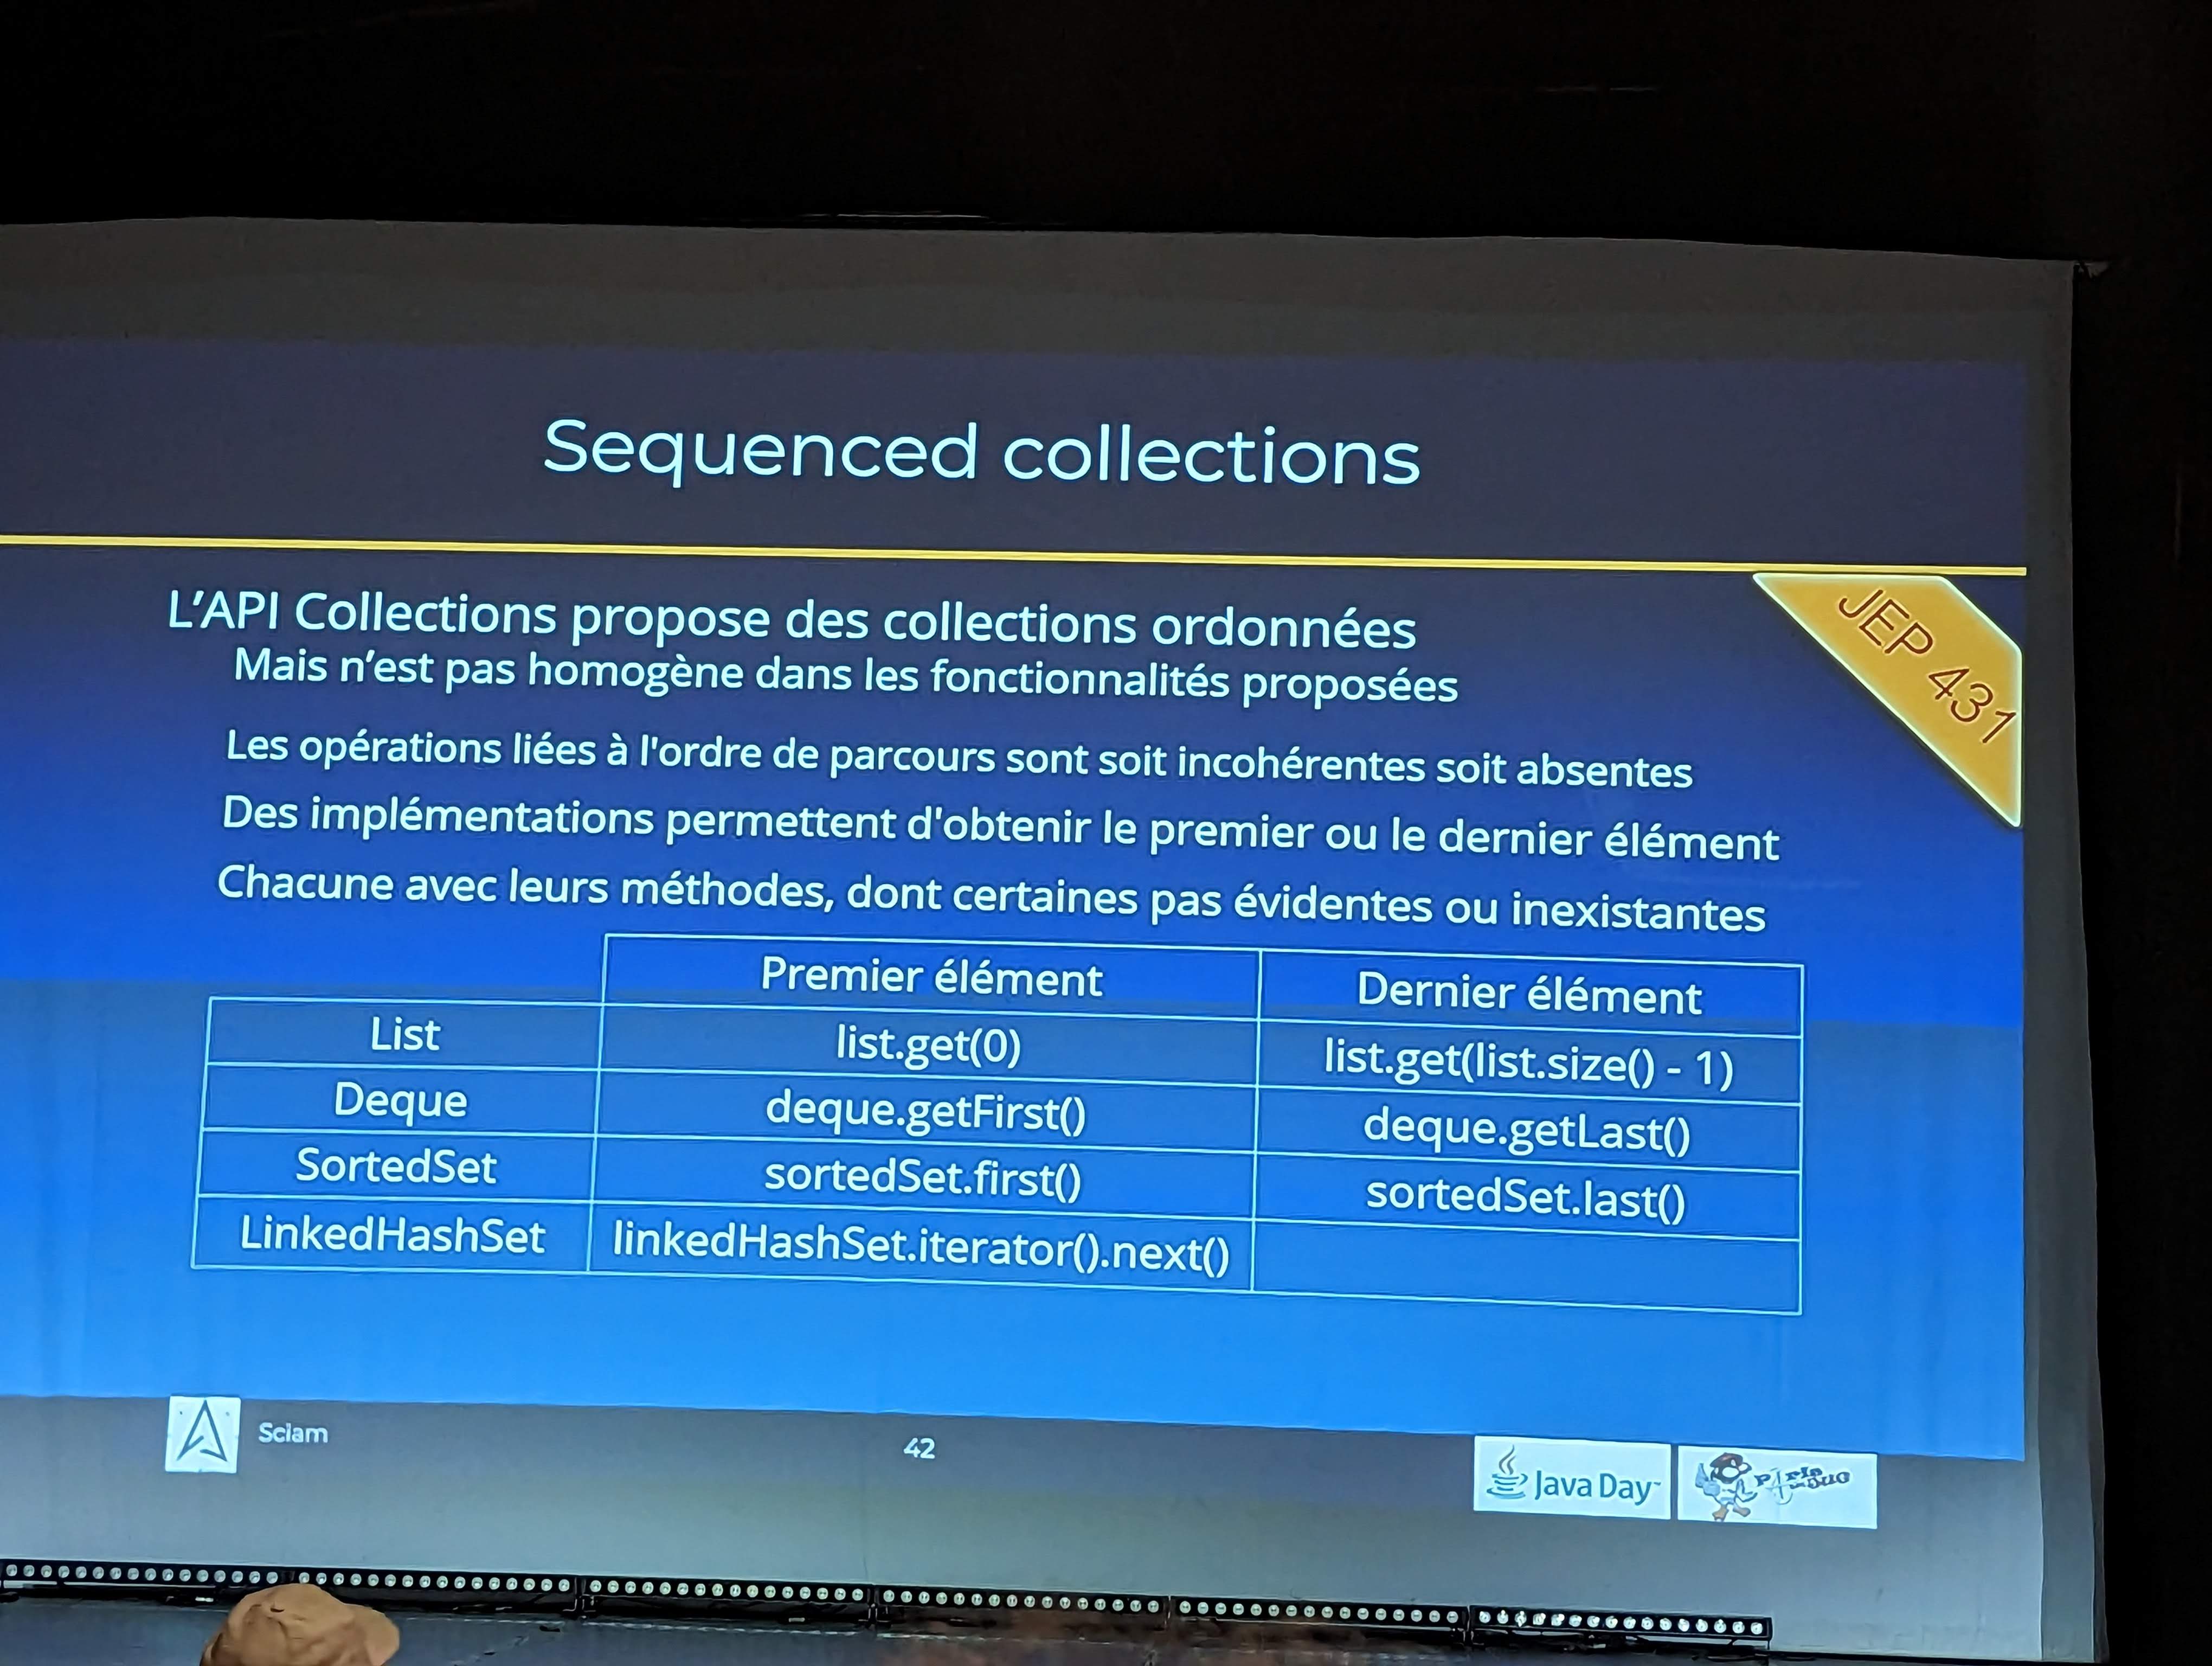 Sequenced collections
JEP 431
L'API Collections propose des collections ordonnées
Mais n'est pas homogène dans les fonctionnalités proposées
Les opérations liées à l'ordre de parcours sont soit incohérentes soit absentes
Des implémentations permettent d'obtenir le premier ou le dernier élément
Chacune avec leurs méthodes, dont certaines pas évidentes ou inexistantes
Premier élément Dernier élément
List list.get(0) list.get(list.size() - 1)
Deque deque.getFirst() deque.getLast()
SortedSet sortedSet.first() sortedSet.last()
LinkedHashSet linkedHashSet.iterator().next()
Sciam
42
Java Day
Paris JUG